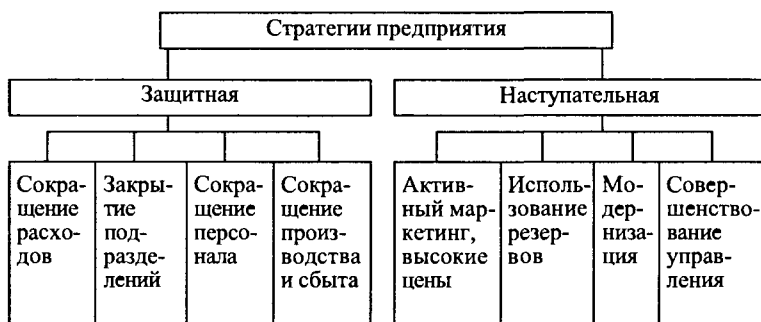 Стратегии предприятия
Защитная
Наступательная
Сокра-
щение
расхо-
дов
Закры-
тие
под-
разде-
лений
Сокра-
щение
персо-
нала
Сокра-
щение
произ-
водства
и сбыта
Актив-
ный мар-
кетинг,
высокие
цены
Исполь-
зование
резер-
вов
Мо-
дер-
низа-
ция
Совер-
шенство-
вание
управ-
ления